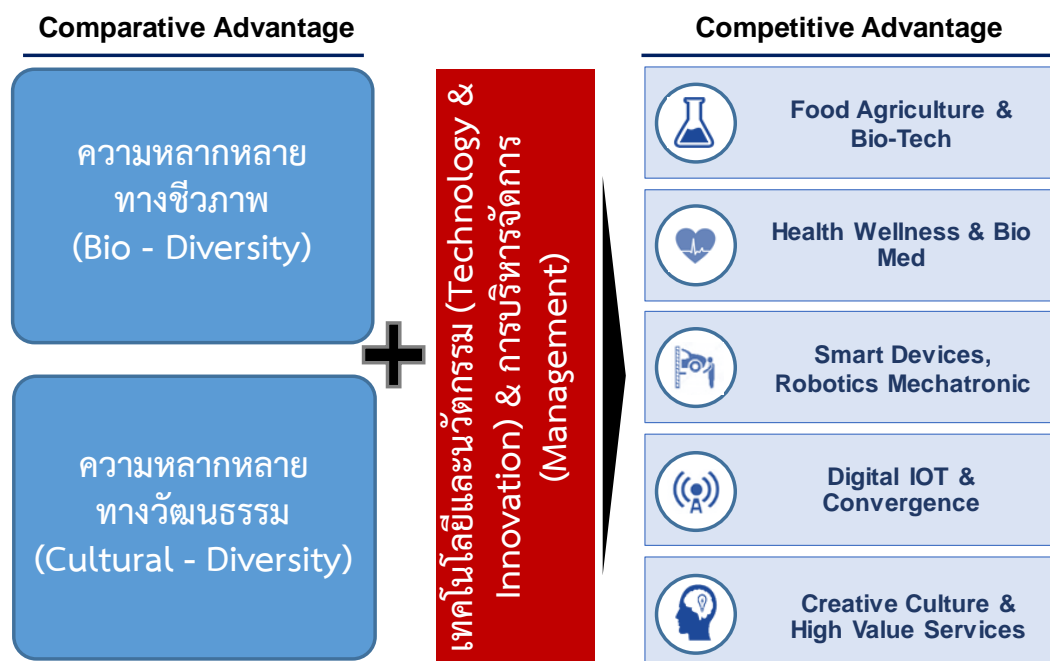 Comparative Advantage
ความหลากหลาย
ทางชีวภาพ
(Bio - Diversity)
ความหลากหลาย
ทางวัฒนธรรม
(Cultural - Diversity)
เทคโนโลยีและนวัตกรรม (Technology &
Innovation) & การบริหารจัดการ
(Management)
Competitive Advantage
Food Agriculture &
Bio-Tech
Health Wellness & Bio
Med
Smart Devices,
Robotics Mechatronic
Digital IOT &
Convergence
Creative Culture &
High Value Services